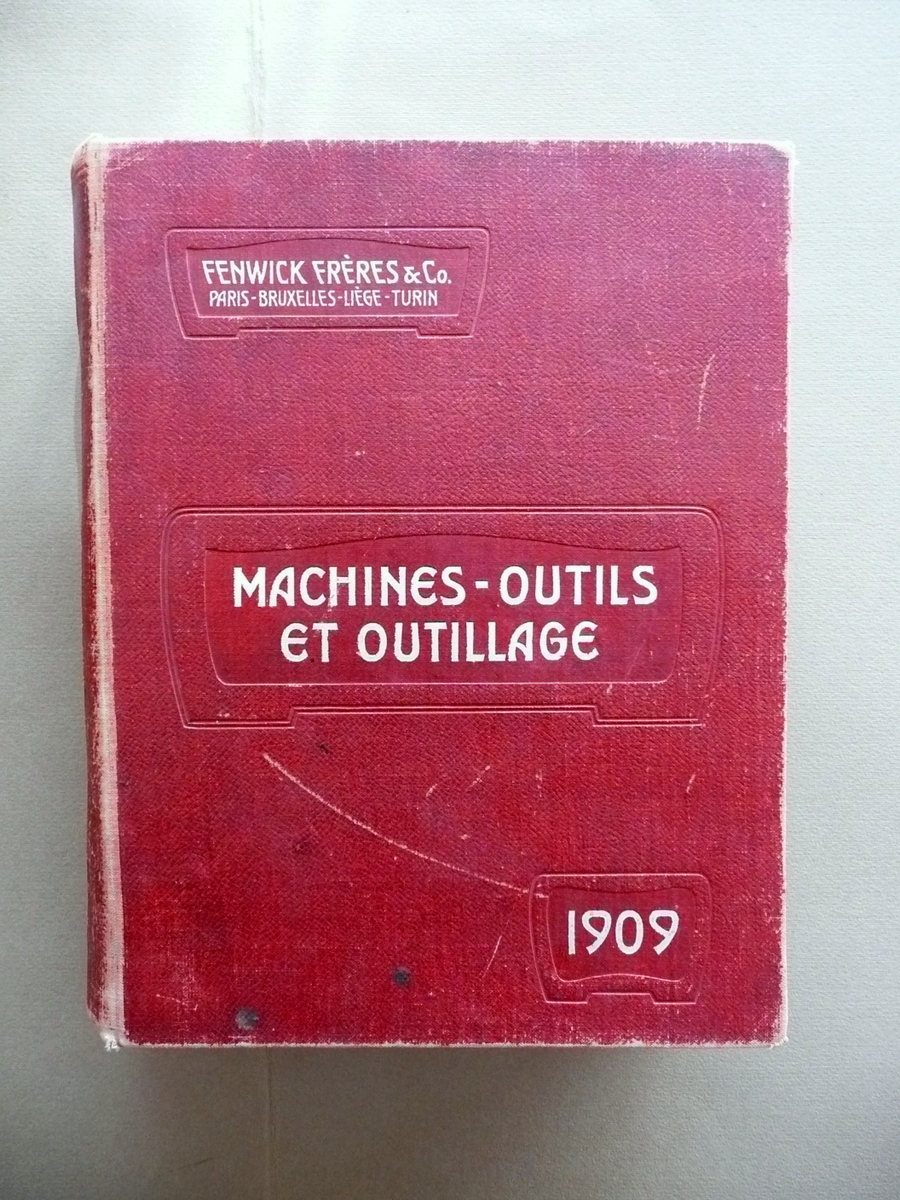 FENWICK FRÈRES & Co.
PARIS - BRUXELLES - LIÈGE - TURIN
MACHINES - OUTILS
ET OUTILLAGE
1909